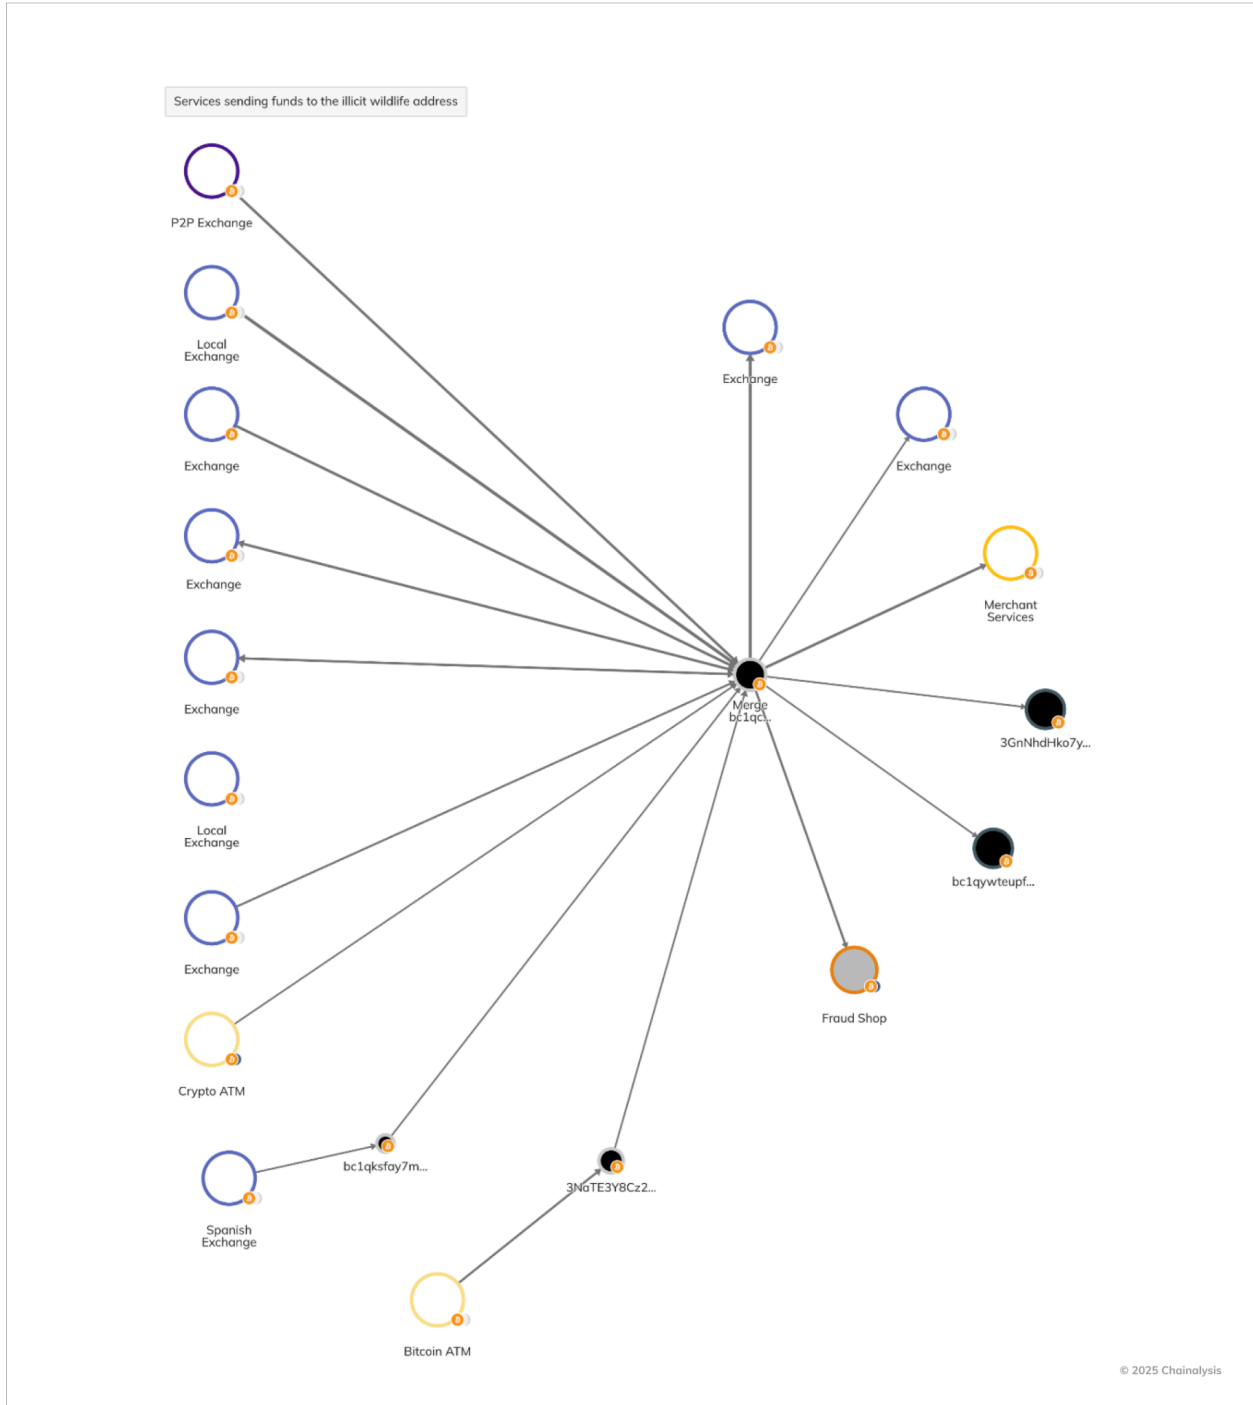 Services sending funds to the illicit wildlife address
P2P Exchange
Local
Exchange
Exchange
Exchange
Exchange
Local
Exchange
Exchange
Crypto ATM
Spanish
Exchange
bc1qksfay7m...
3NaTE3Y8Cz2...
Bitcoin ATM
Exchange
Exchange
Merchant
Services
Merge
bc1qc...
3GnNhdHko7y...
bc1qywteupf...
Fraud Shop
© 2025 Chainalysis